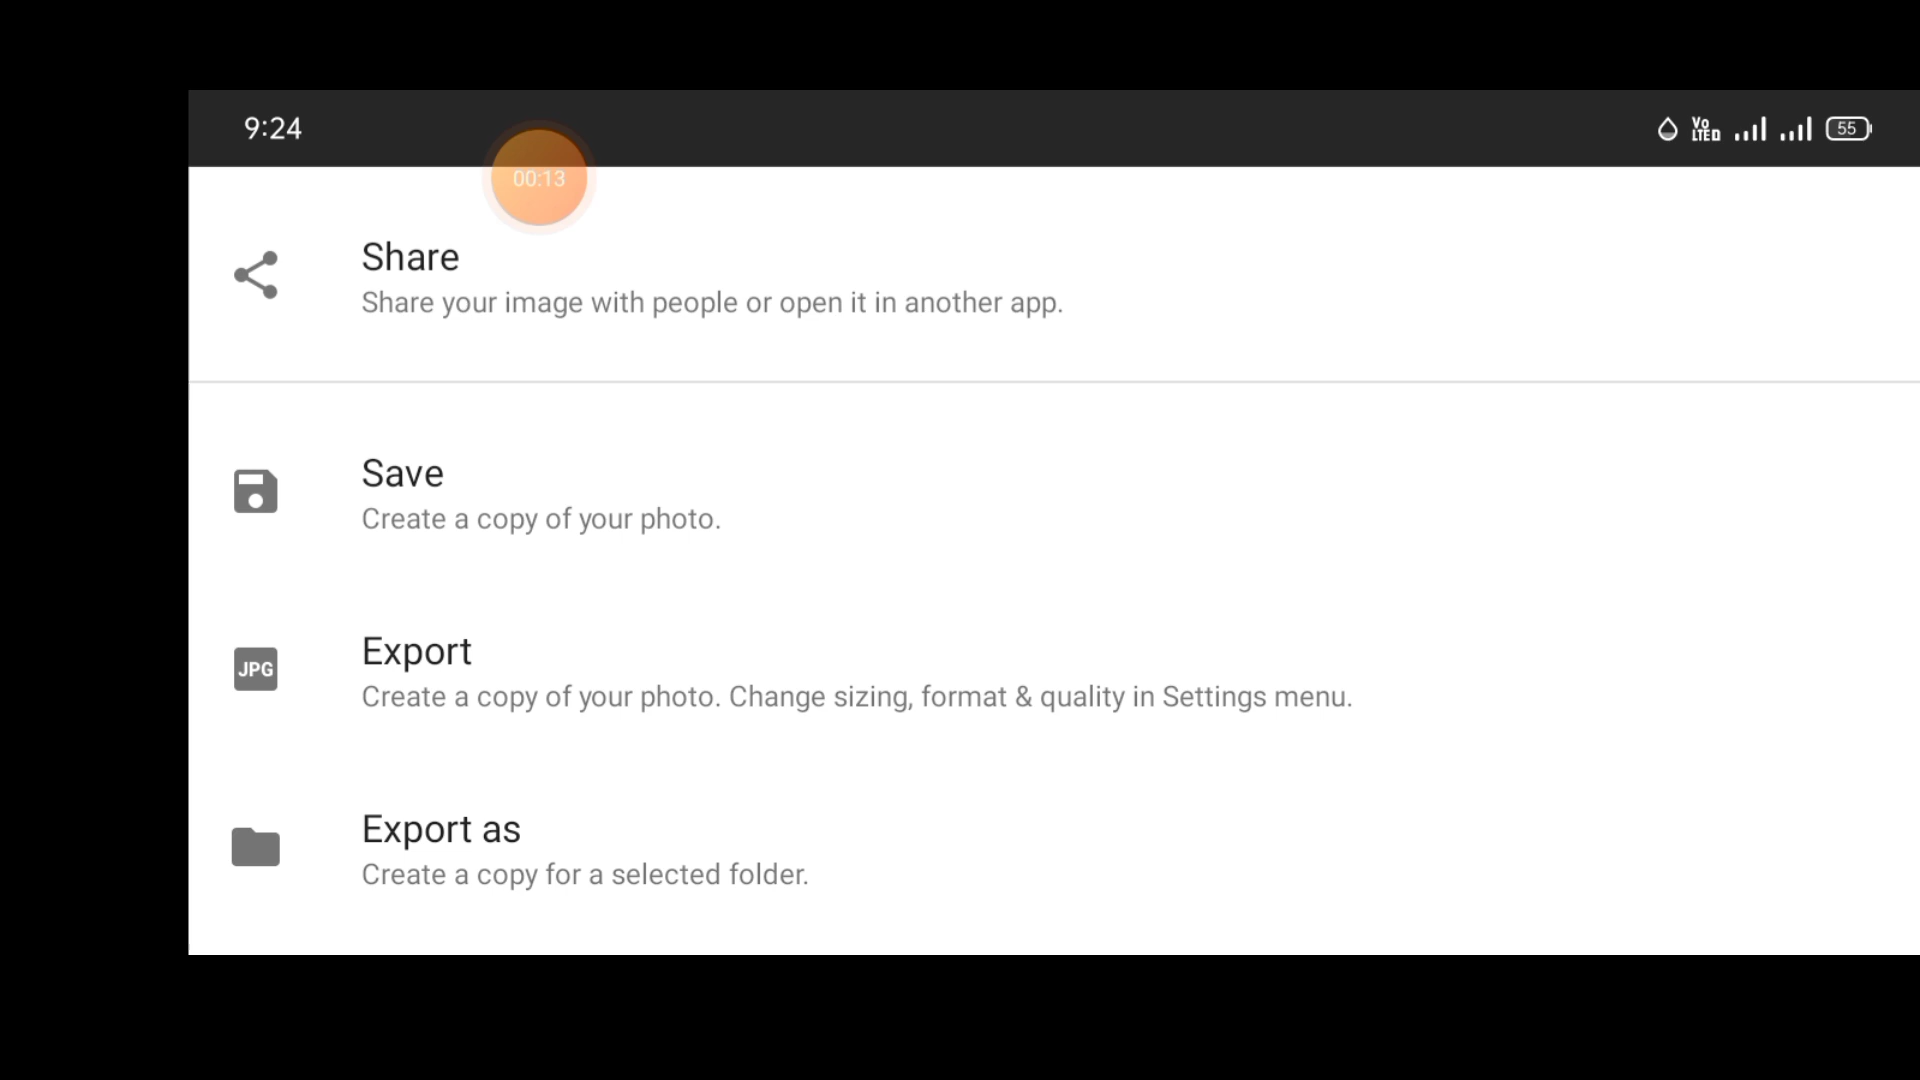 9:24
Vo
LTED
55
00:13
Share
Share your image with people or open it in another app.
Save
Create a copy of your photo.
JPG
Export
Create a copy of your photo. Change sizing, format & quality in Settings menu.
Export as
Create a copy for a selected folder.